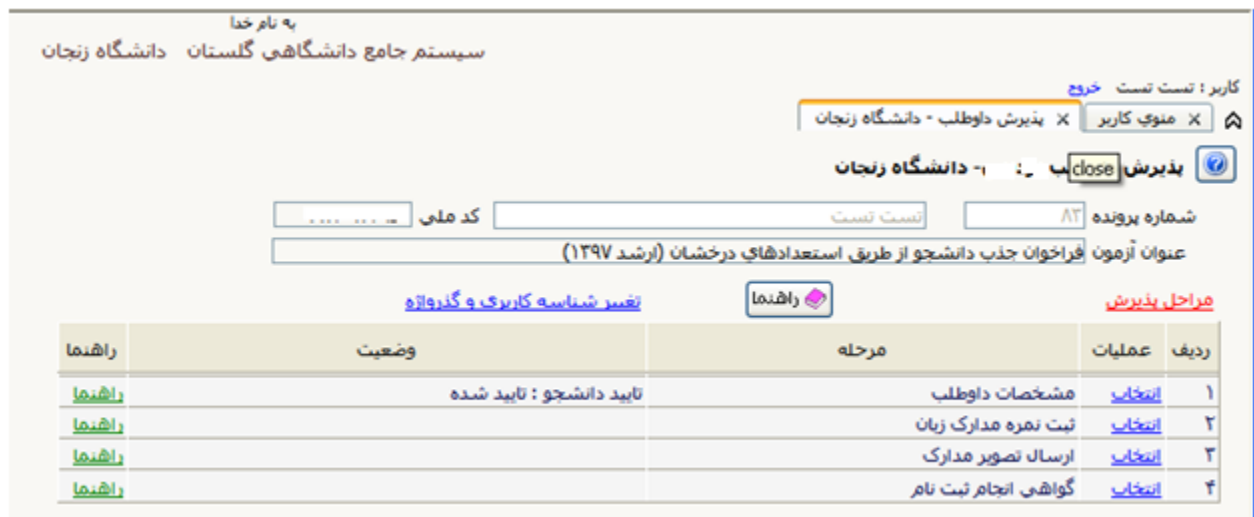 به نام خدا
سیستم جامع دانشگاهی گلستان دانشگاه زنجان
کاربر : تست تست خروج
منوي کاربر پذیرش داوطلب - دانشگاه زنجان
پذیرش close ب - دانشگاه زنجان
شماره پرونده ۸۳ تست تست کد ملی
عنوان آزمون فراخوان جذب دانشجو از طریق استعدادهاي درخشان (ارشد ۱۳۹۷)
مراحل پذیرش راهنما تغییر شناسه کاربری و گذرواژه
ردیف عملیات مرحله وضعیت راهنما
۱ انتخاب مشخصات داوطلب تایید دانشجو : تایید شده راهنما
۲ انتخاب ثبت نمره مدارک زبان راهنما
۳ انتخاب ارسال تصویر مدارک راهنما
۴ انتخاب گواهی انجام ثبت نام راهنما